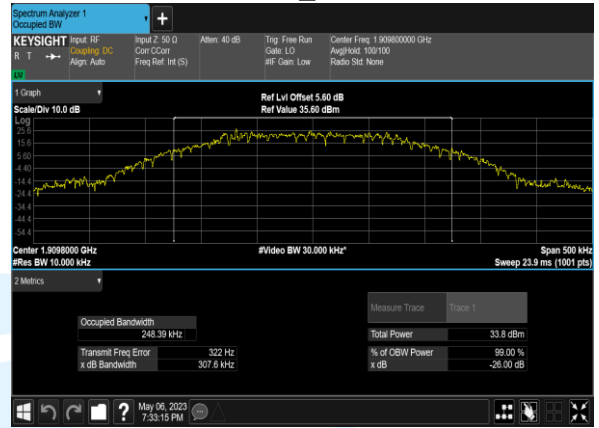 Spectrum Analyzer 1
Occupied BW
KEYSIGHT Input: RF Input Z: 50 Ω Atten: 40 dB Trig: Free Run Center Freq: 1.909800000 GHz
R T Coupling: DC Corr CCorr Gate: LO Avg|Hold: 100/100
Align: Auto Freq Ref: Int (S) #IF Gain: Low Radio Std: None
1 Graph
Ref Lvl Offset 5.60 dB
Scale/Div 10.0 dB Ref Value 35.60 dBm
Log
25.6
15.6
5.60
-4.40
-14.4
-24.4
-34.4
-44.4
-54.4
Center 1.9098000 GHz #Video BW 30.000 kHz* Span 500 kHz
#Res BW 10.000 kHz Sweep 23.9 ms (1001 pts)
2 Metrics
Measure Trace Trace 1
Occupied Bandwidth
248.39 kHz Total Power 33.8 dBm
Transmit Freq Error 322 Hz % of OBW Power 99.00 %
x dB Bandwidth 307.6 kHz x dB -26.00 dB
? May 06, 2023
7:33:15 PM